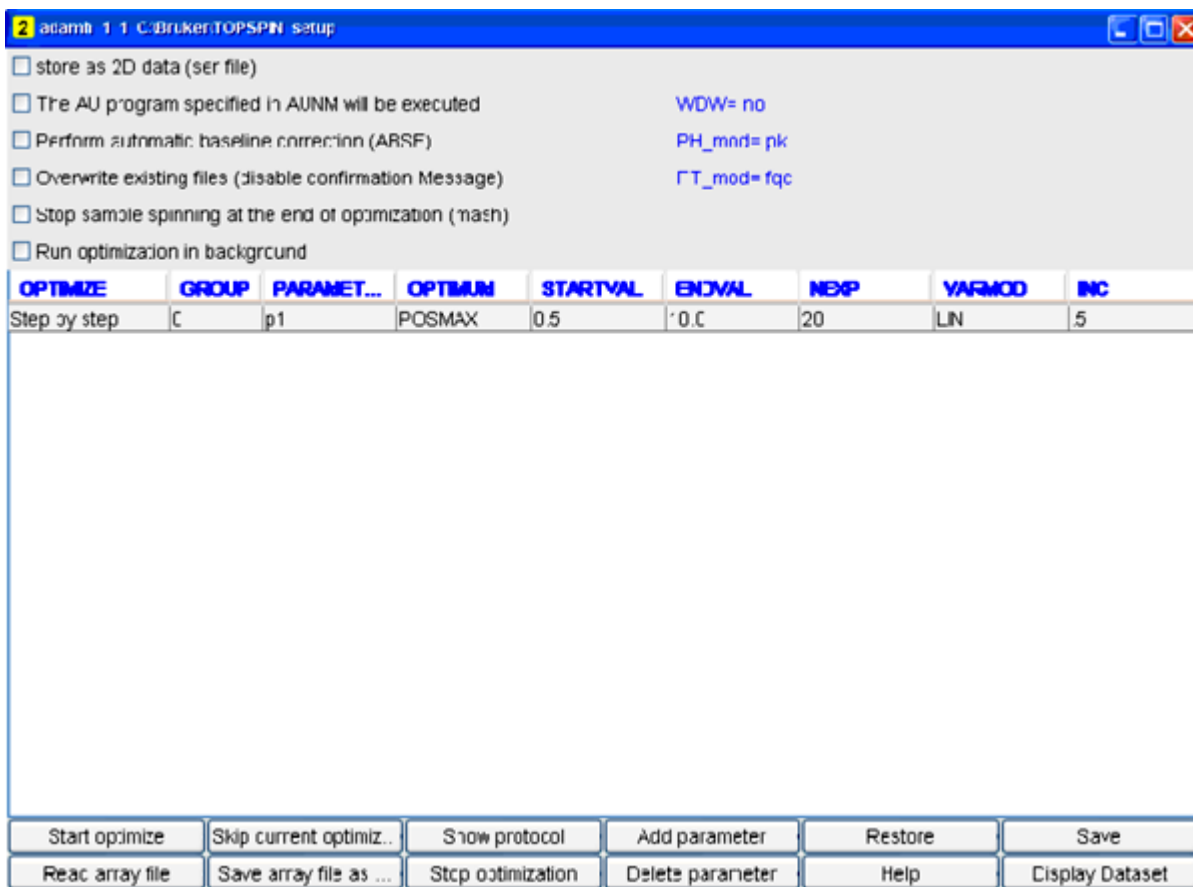 2 adamb 1 1 C:\Bruker\TOPSPIN setup
store as 2D data (ser file)
The AU program specified in AUNM will be executed WDW= no
Perform automatic baseline correction (ABSF) PH_mod= pk
Overwrite existing files (disable confirmation Message) FT_mod= fqc
Stop sample spinning at the end of optimization (mash)
Run optimization in background
OPTIMIZE GROUP PARAMET... OPTIMUM STARTVAL ENDVAL NEXP VARMOD INC
Step by step 0 p1 POSMAX 0.5 10.0 20 LIN .5
Start optimize Skip current optimiz... Show protocol Add parameter Restore Save
Read array file Save array file as ... Stop optimization Delete parameter Help Display Dataset